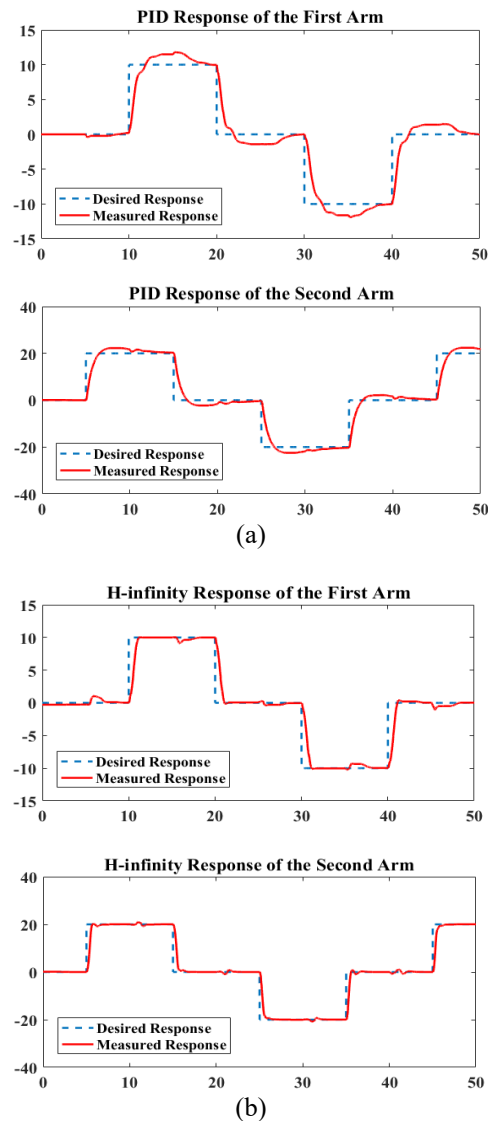 PID Response of the First Arm
15
10
5
0
-5
-10
-15
Desired Response
Measured Response
0 10 20 30 40 50
PID Response of the Second Arm
40
20
0
-20
-40
Desired Response
Measured Response
0 10 20 30 40 50
(a)
H-infinity Response of the First Arm
15
10
5
0
-5
-10
-15
Desired Response
Measured Response
0 10 20 30 40 50
H-infinity Response of the Second Arm
40
20
0
-20
-40
Desired Response
Measured Response
0 10 20 30 40 50
(b)